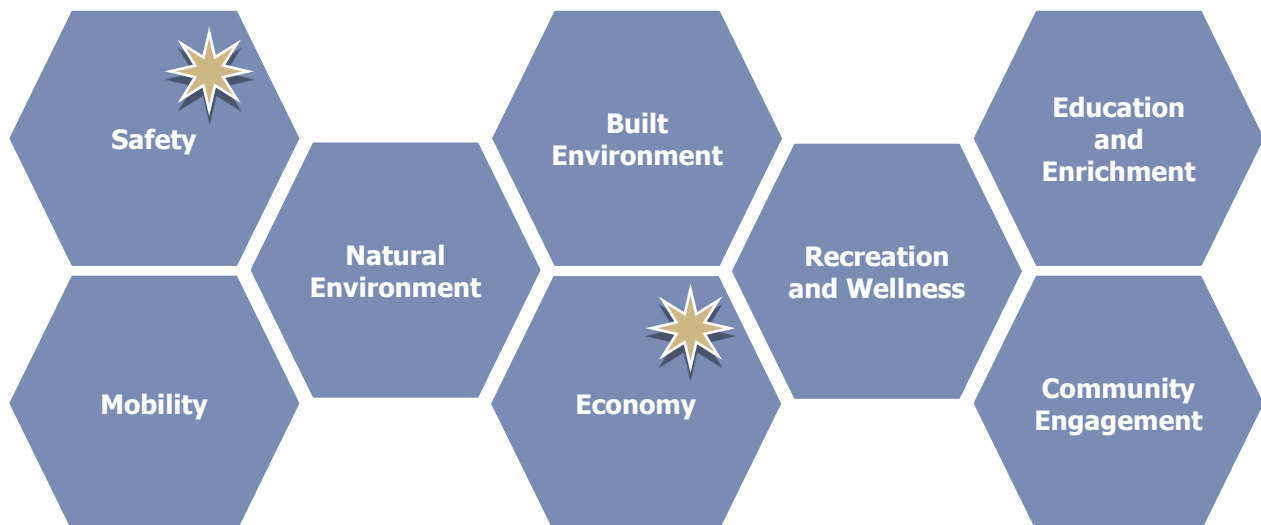 Safety
Built
Environment
Education
and
Enrichment
Natural
Environment
Recreation
and Wellness
Mobility
Economy
Community
Engagement